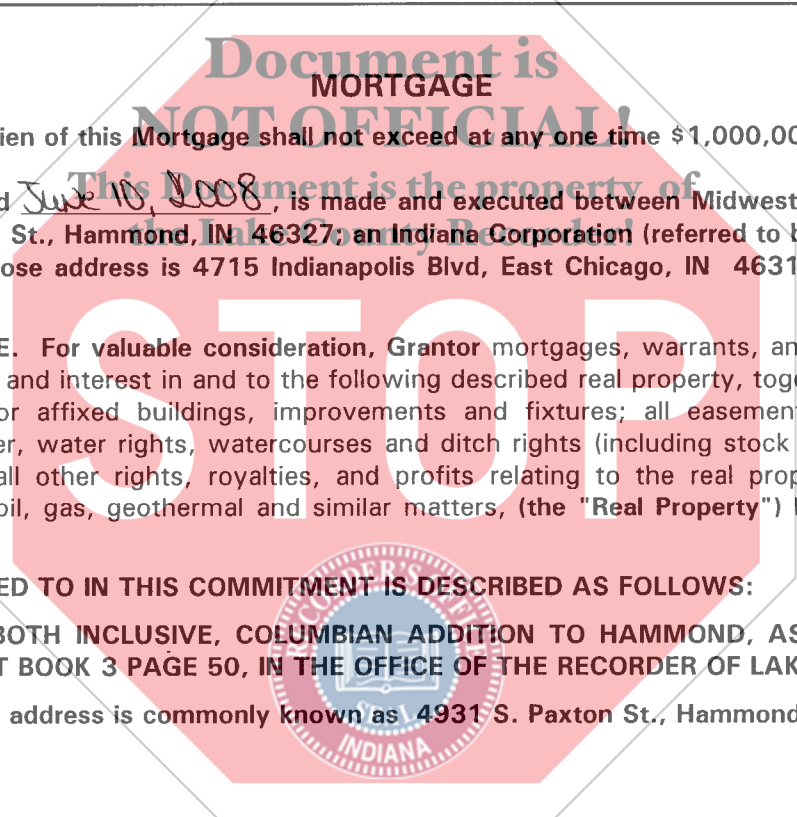 Document is
MORTGAGE
NOT OFFICIAL!
ien of this Mortgage shall not exceed at any one time $1,000,00
This Document is the property of
d June 10, 2008, is made and executed between Midwest
the Lake County Recorder!
St., Hammond, IN 46327; an Indiana Corporation (referred to b
ose address is 4715 Indianapolis Blvd, East Chicago, IN 4631
STOP
E. For valuable consideration, Grantor mortgages, warrants, an
and interest in and to the following described real property, tog
or affixed buildings, improvements and fixtures; all easemen
er, water rights, watercourses and ditch rights (including stock
all other rights, royalties, and profits relating to the real prop
oil, gas, geothermal and similar matters, (the "Real Property")
ED TO IN THIS COMMITMENT IS DESCRIBED AS FOLLOWS:
BOTH INCLUSIVE, COLUMBIAN ADDITION TO HAMMOND, AS
T BOOK 3 PAGE 50, IN THE OFFICE OF THE RECORDER OF LAK
address is commonly known as 4931 S. Paxton St., Hammond
RECORDER'S OFFICE
SEAL
INDIANA